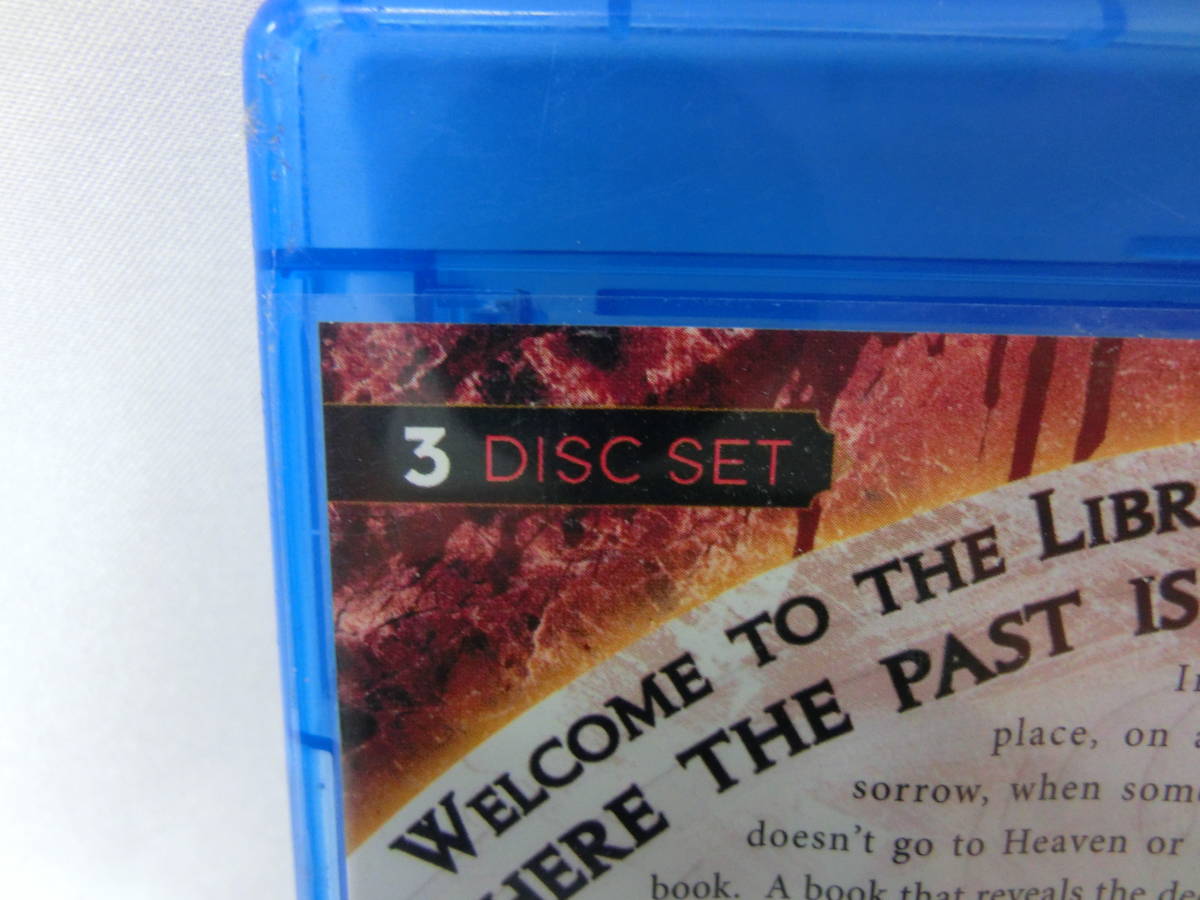 3 DISC SET
WELCOME TO THE LIBR
HERE THE PAST IS
In
place, on a
sorrow, when some
doesn't go to Heaven or
book. A book that reveals the de